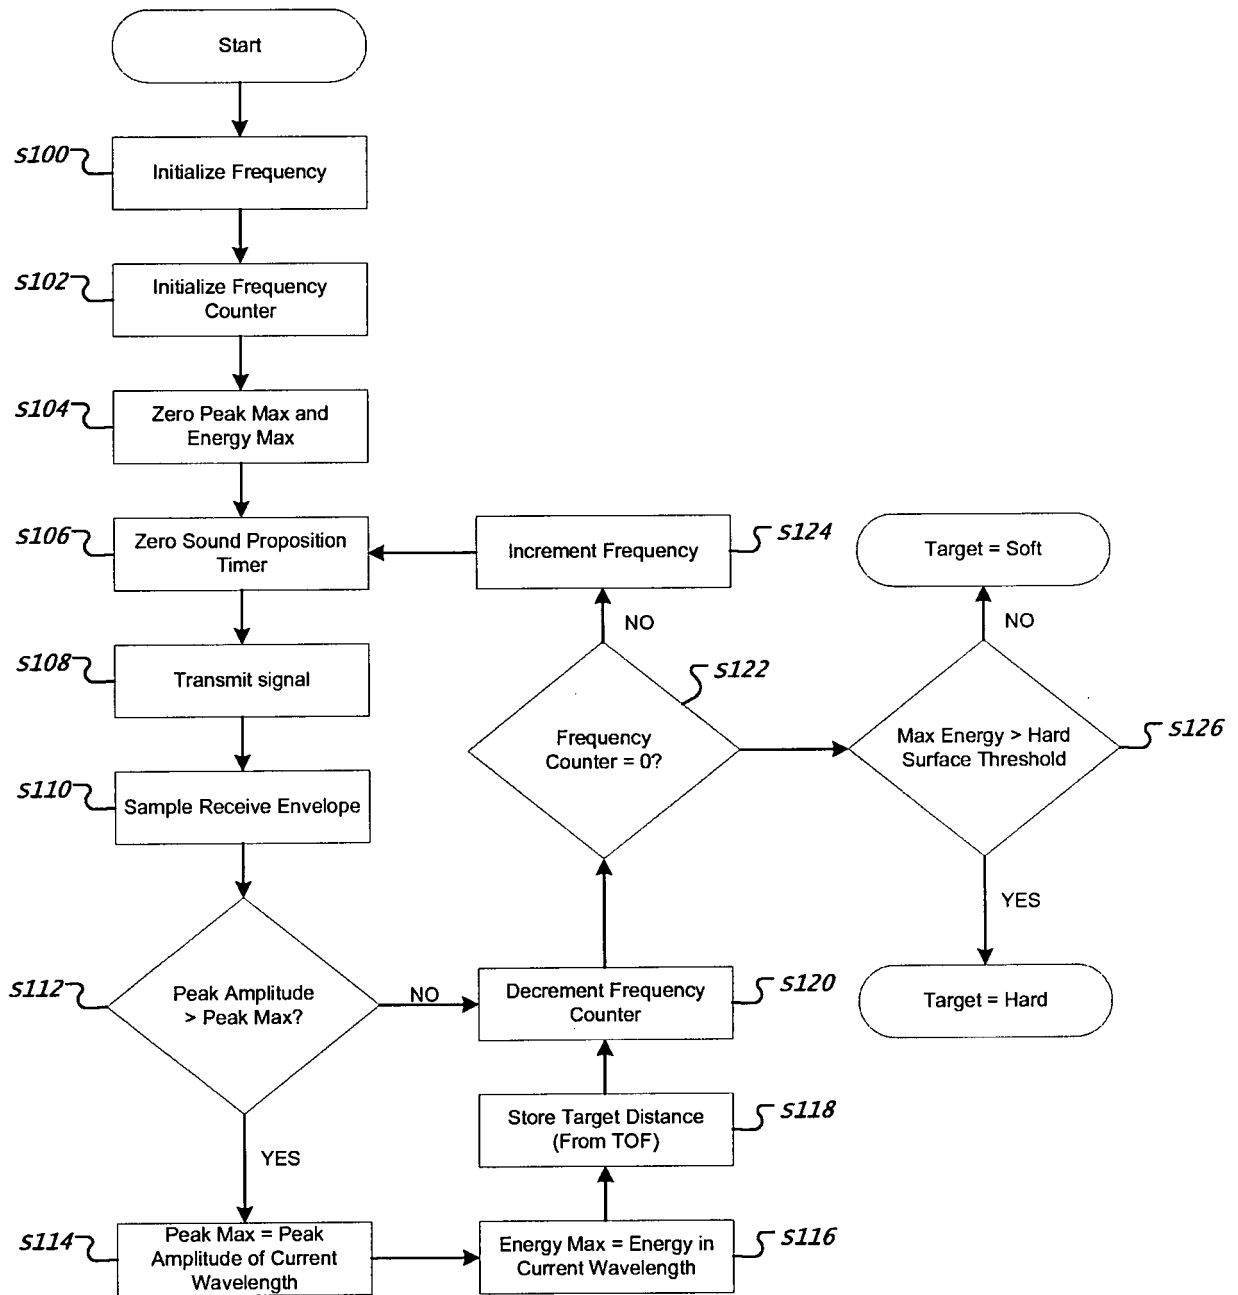 Start
S100
Initialize Frequency
S102
Initialize Frequency
Counter
S104
Zero Peak Max and
Energy Max
S106
Zero Sound Proposition
Timer
Increment Frequency
S124
Target = Soft
NO
NO
S108
Transmit signal
S122
Frequency
Counter = 0?
Max Energy > Hard
Surface Threshold
S126
S110
Sample Receive Envelope
YES
S112
Peak Amplitude
> Peak Max?
NO
Decrement Frequency
Counter
S120
Target = Hard
Store Target Distance
(From TOF)
S118
YES
S114
Peak Max = Peak
Amplitude of Current
Wavelength
Energy Max = Energy in
Current Wavelength
S116